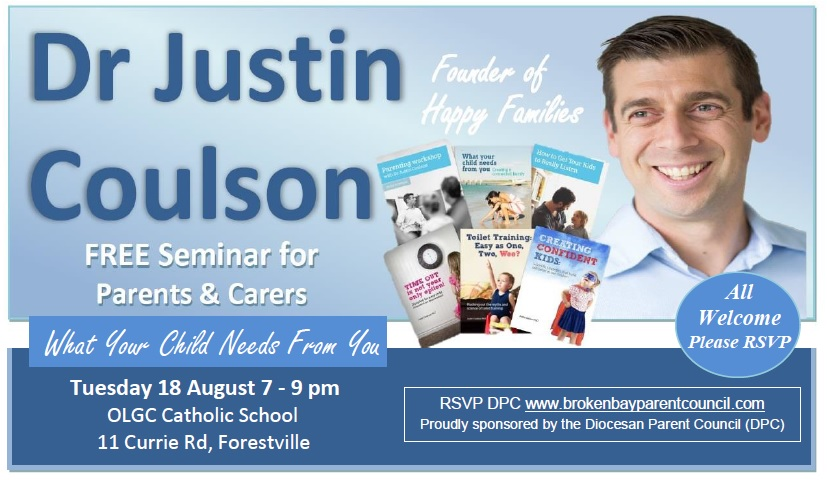 Dr Justin
Coulson
Founder of
Happy Families
FREE Seminar for
Parents & Carers
What Your Child Needs From You
Tuesday 18 August 7 - 9 pm
OLGC Catholic School
11 Currie Rd, Forestville
Parenting workshop
with Dr Justin Coulson
What your
child needs
from you
How to Get Your Kids
to Really Listen
TIME OUT
is not your
only option!
Toilet Training:
Easy as One,
Two, Wee?
CREATING
CONFIDENT
KIDS
All
Welcome
Please RSVP
RSVP DPC www.brokenbayparentcouncil.com
Proudly sponsored by the Diocesan Parent Council (DPC)